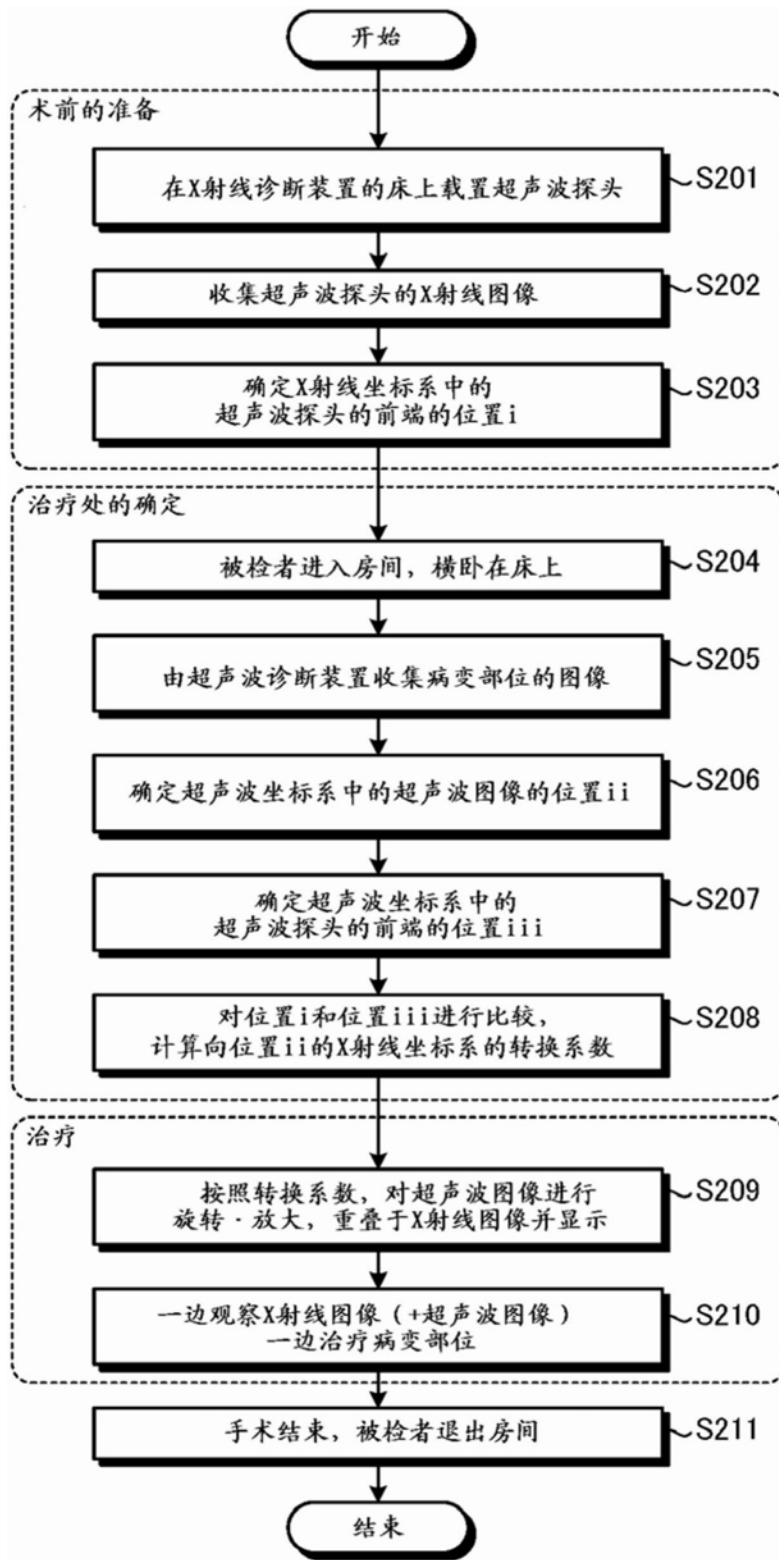 开始
术前的准备
在X射线诊断装置的床上载置超声波探头
S201
收集超声波探头的X射线图像
S202
确定X射线坐标系中的
超声波探头的前端的位置i
S203
治疗处的确定
被检者进入房间，横卧在床上
S204
由超声波诊断装置收集病变部位的图像
S205
确定超声波坐标系中的超声波图像的位置ii
S206
确定超声波坐标系中的
超声波探头的前端的位置iii
S207
对位置i和位置iii进行比较，
计算向位置ii的X射线坐标系的转换系数
S208
治疗
按照转换系数，对超声波图像进行
旋转·放大，重叠于X射线图像并显示
S209
一边观察X射线图像（+超声波图像）
一边治疗病变部位
S210
手术结束，被检者退出房间
S211
结束